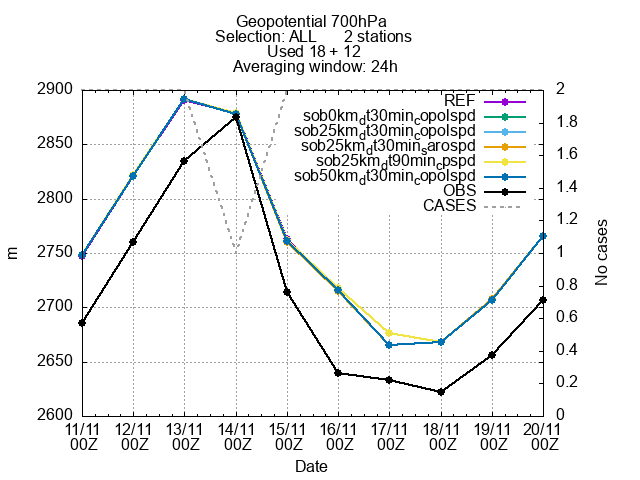 Geopotential 700hPa
Selection: ALL 2 stations
Used 18 + 12
Averaging window: 24h
REF
sob0km_dt30min_copolspd
sob25km_dt30min_copolspd
sob25km_dt30min_sarospd
sob25km_dt90min_cpspd
sob50km_dt30min_copolspd
OBS
CASES
2900
2850
2800
2750
2700
2650
2600
m
2
1.8
1.6
1.4
1.2
1
0.8
0.6
0.4
0.2
0
No cases
11/11 12/11 13/11 14/11 15/11 16/11 17/11 18/11 19/11 20/11
00Z 00Z 00Z 00Z 00Z 00Z 00Z 00Z 00Z 00Z
Date